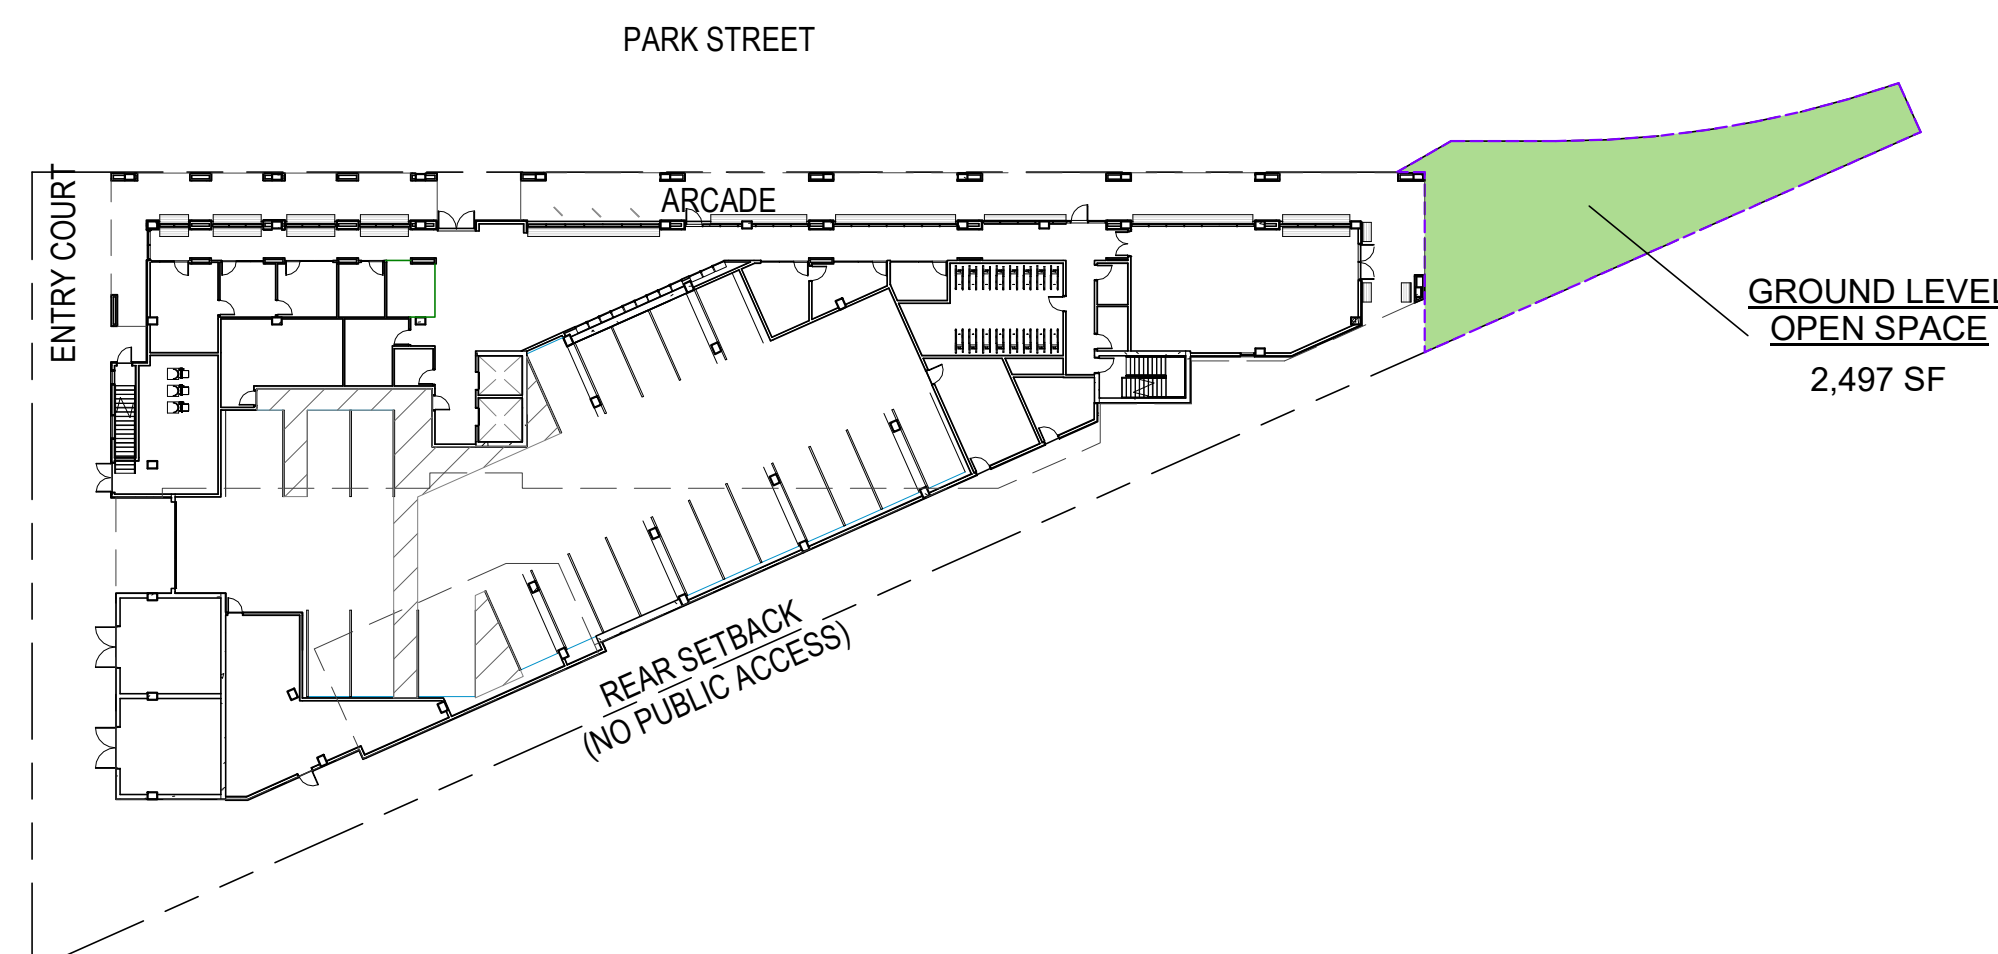 PARK STREET
ENTRY COURT
ARCADE
GROUND LEVEL
OPEN SPACE
2,497 SF
REAR SETBACK
(NO PUBLIC ACCESS)